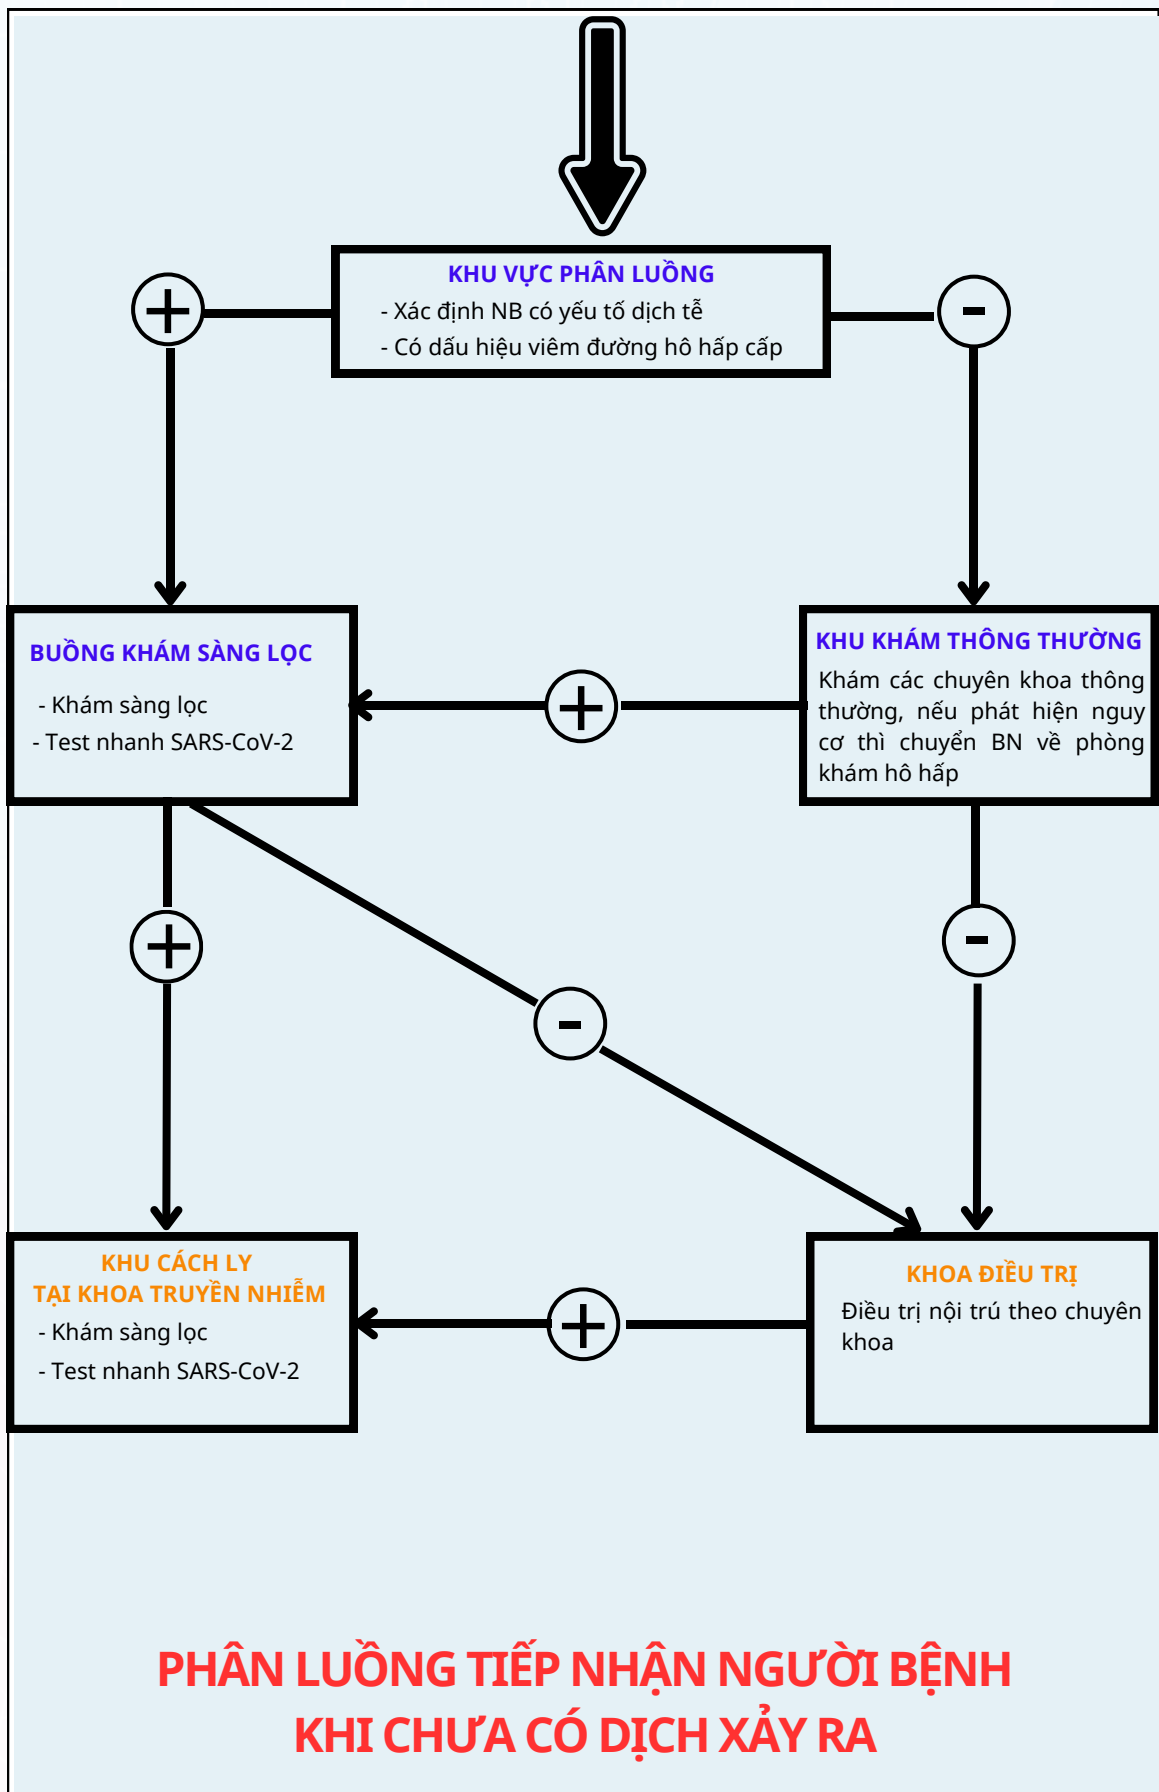 KHU VỰC PHÂN LUỒNG
- Xác định NB có yếu tố dịch tễ
- Có dấu hiệu viêm đường hô hấp cấp
+
-
BUỒNG KHÁM SÀNG LỌC
- Khám sàng lọc
- Test nhanh SARS-CoV-2
+
KHU KHÁM THÔNG THƯỜNG
Khám các chuyên khoa thông
thường, nếu phát hiện nguy
cơ thì chuyển BN về phòng
khám hô hấp
+
-
-
KHU CÁCH LY
TẠI KHOA TRUYỀN NHIỄM
- Khám sàng lọc
- Test nhanh SARS-CoV-2
+
KHOA ĐIỀU TRỊ
Điều trị nội trú theo chuyên
khoa
PHÂN LUỒNG TIẾP NHẬN NGƯỜI BỆNH
KHI CHƯA CÓ DỊCH XẢY RA